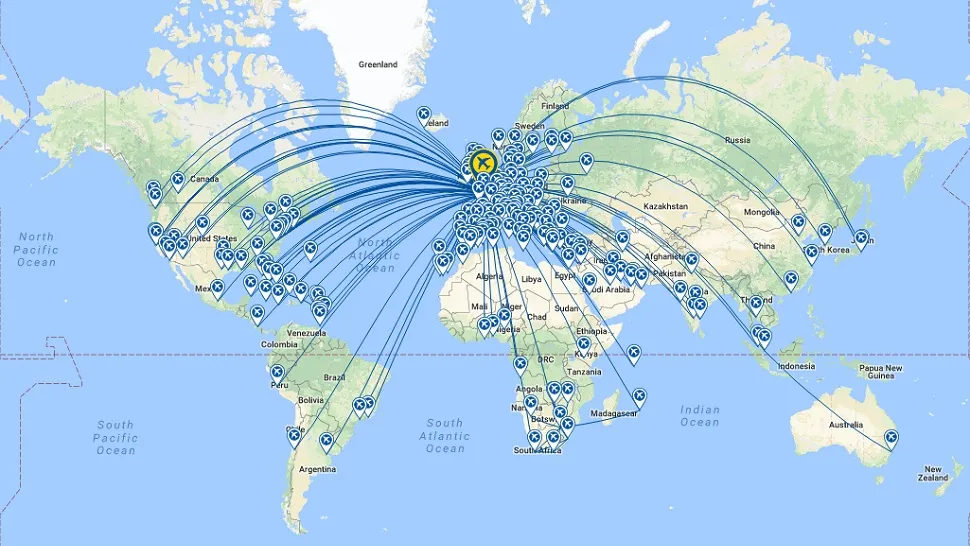 Greenland
Finland
Sweden
Russia
Canada
Kazakhstan
Mongolia
North
Pacific
Ocean
United States
North
Atlantic
Ocean
China
South Korea
Afghanistan
Pakistan
Algeria
Libya
Egypt
Saudi Arabia
Mali
Niger
Chad
Sudan
Nigeria
Ethiopia
Thailand
Venezuela
Colombia
DRC
Kenya
Tanzania
Indonesia
Papua New
Guinea
Peru
Brazil
Bolivia
Angola
Madagascar
South
Pacific
Ocean
South
Atlantic
Ocean
Indian
Ocean
Australia
Chile
Argentina
South Africa
New
Zealand